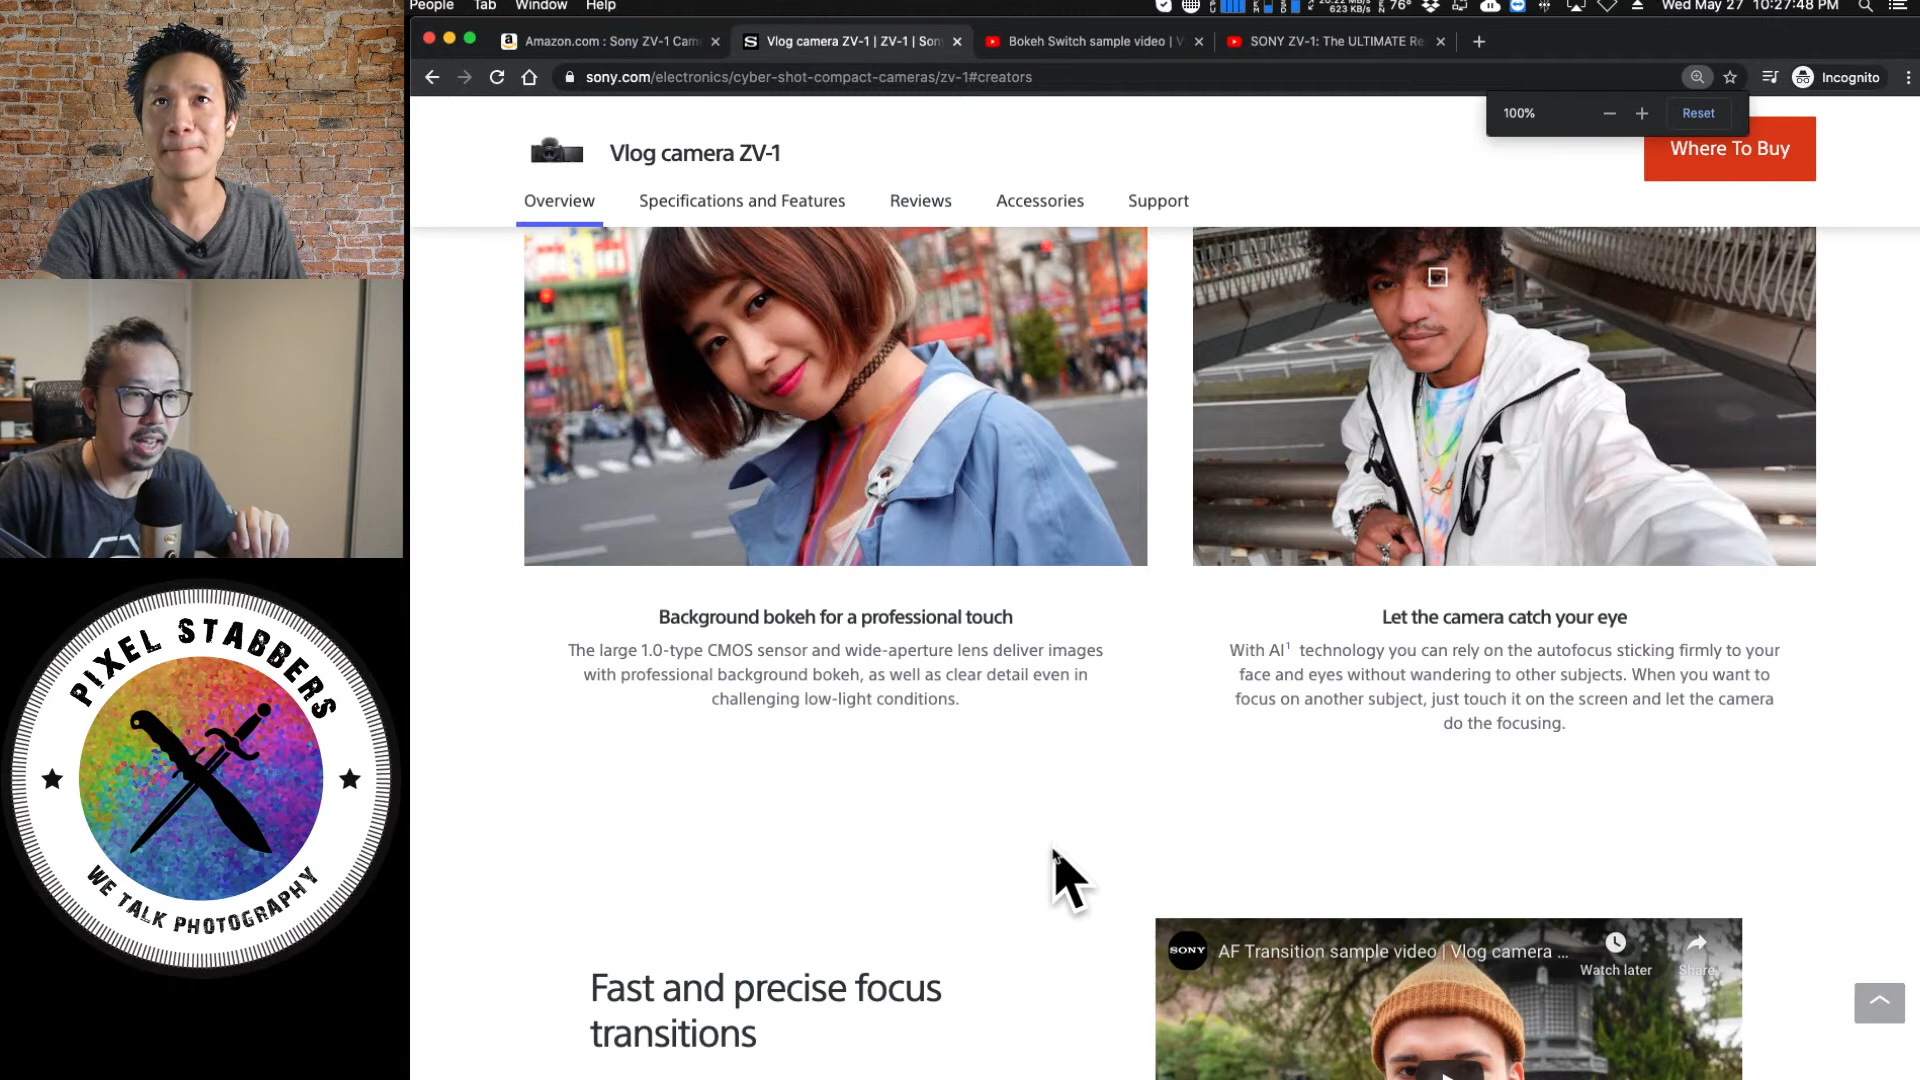 People Tab Window Help
623 KB/s 76° Wed May 27 10:27:48 PM
Amazon.com : Sony ZV-1 Cam
Vlog camera ZV-1 | ZV-1 | Son
Bokeh Switch sample video | V
SONY ZV-1: The ULTIMATE Re
sony.com/electronics/cyber-shot-compact-cameras/zv-1#creators
Incognito
100% Reset
Vlog camera ZV-1
Where To Buy
Overview
Specifications and Features
Reviews
Accessories
Support
Background bokeh for a professional touch
The large 1.0-type CMOS sensor and wide-aperture lens deliver images
with professional background bokeh, as well as clear detail even in
challenging low-light conditions.
Let the camera catch your eye
With AI¹ technology you can rely on the autofocus sticking firmly to your
face and eyes without wandering to other subjects. When you want to
focus on another subject, just touch it on the screen and let the camera
do the focusing.
Fast and precise focus
transitions
SONY
AF Transition sample video | Vlog camera ...
Watch later
Share
PIXEL STABBERS
WE TALK PHOTOGRAPHY